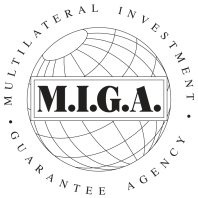 • MULTILATERAL INVESTMENT •
M.I.G.A.
GUARANTEE AGENCY